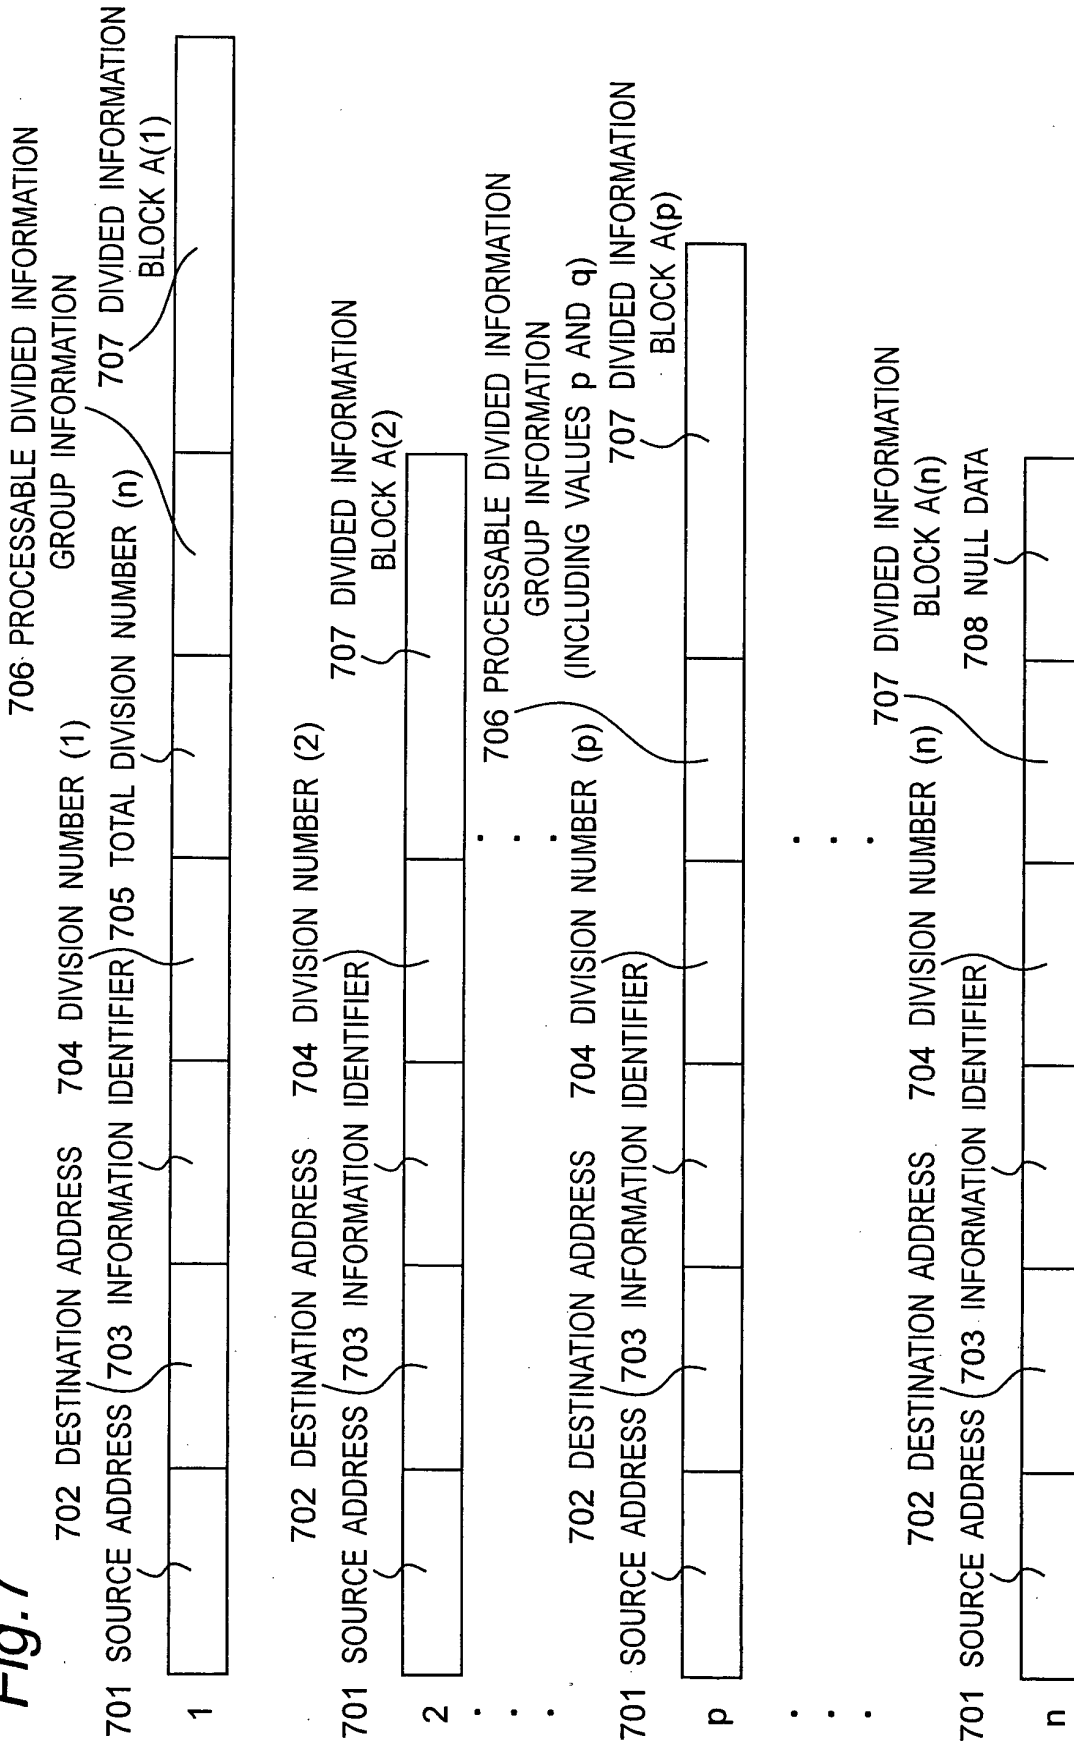 Fig.7
706 PROCESSABLE DIVIDED INFORMATION
GROUP INFORMATION
702 DESTINATION ADDRESS 704 DIVISION NUMBER (1)
701 SOURCE ADDRESS 703 INFORMATION IDENTIFIER 705 TOTAL DIVISION NUMBER (n) 707 DIVIDED INFORMATION
BLOCK A(1)
1
702 DESTINATION ADDRESS 704 DIVISION NUMBER (2) 707 DIVIDED INFORMATION
701 SOURCE ADDRESS 703 INFORMATION IDENTIFIER BLOCK A(2)
2
706 PROCESSABLE DIVIDED INFORMATION
GROUP INFORMATION
702 DESTINATION ADDRESS 704 DIVISION NUMBER (p) (INCLUDING VALUES p AND q)
701 SOURCE ADDRESS 703 INFORMATION IDENTIFIER 707 DIVIDED INFORMATION
BLOCK A(p)
p
707 DIVIDED INFORMATION
702 DESTINATION ADDRESS 704 DIVISION NUMBER (n) BLOCK A(n)
701 SOURCE ADDRESS 703 INFORMATION IDENTIFIER 708 NULL DATA
n